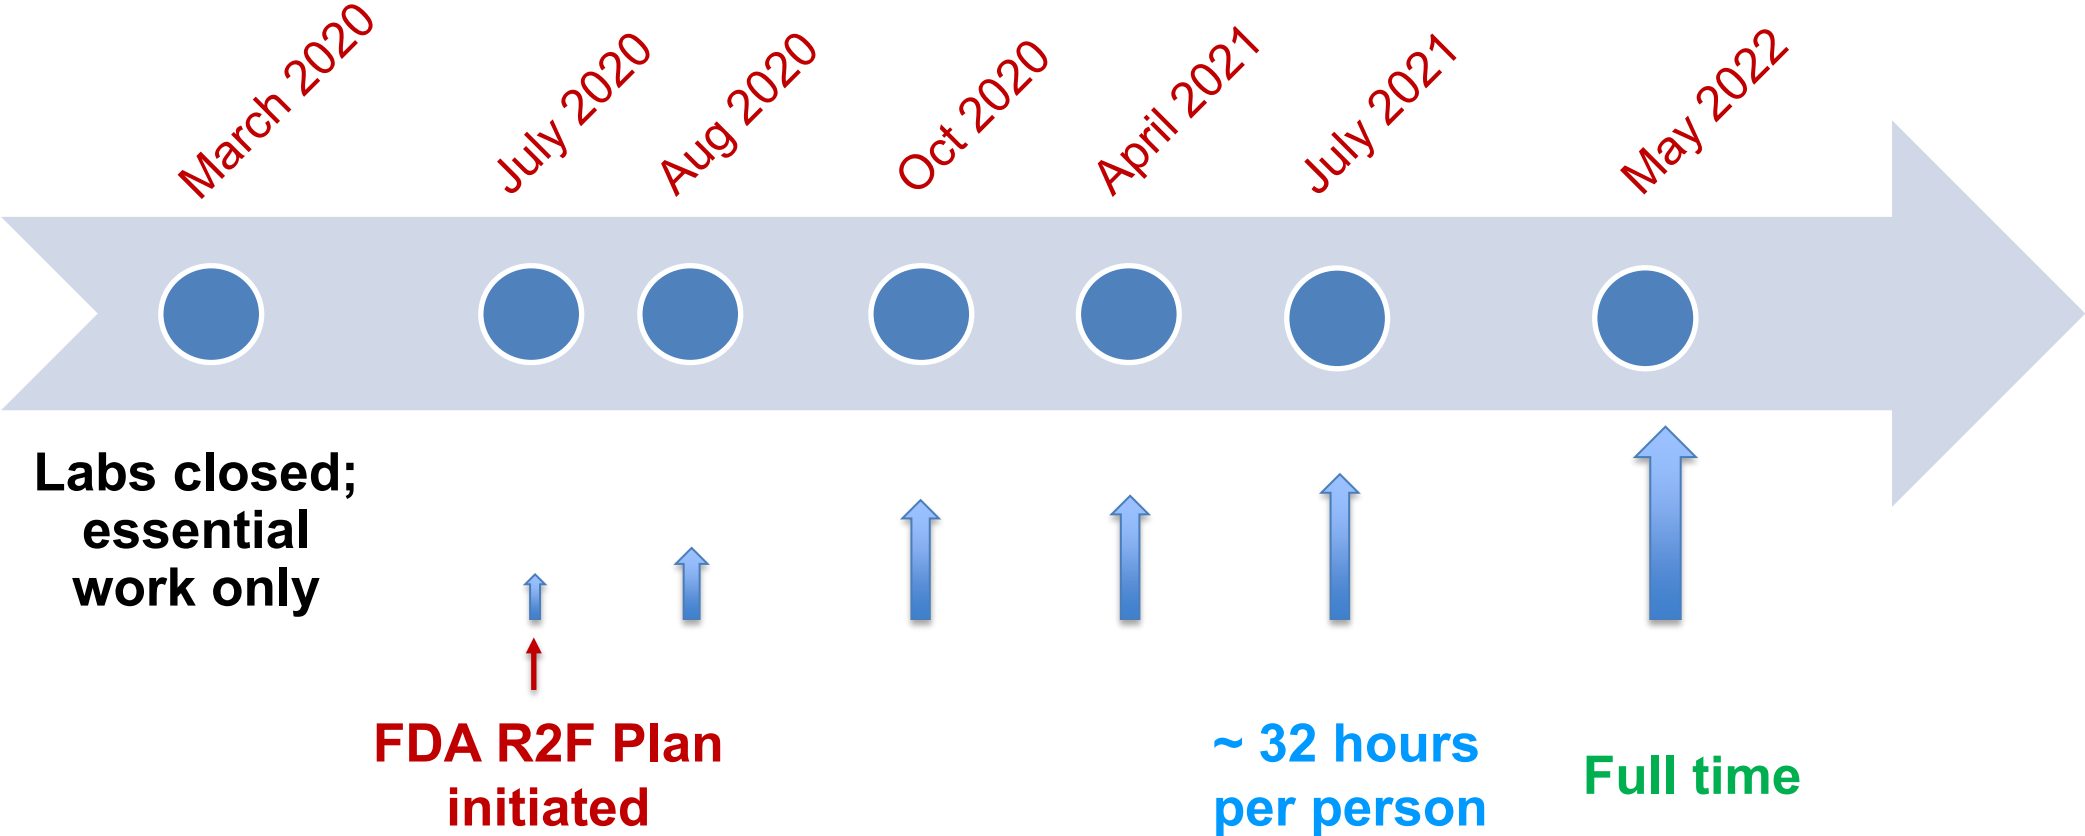 March 2020
July 2020
Aug 2020
Oct 2020
April 2021
July 2021
May 2022
Labs closed;
essential
work only
FDA R2F Plan
initiated
~ 32 hours
per person
Full time